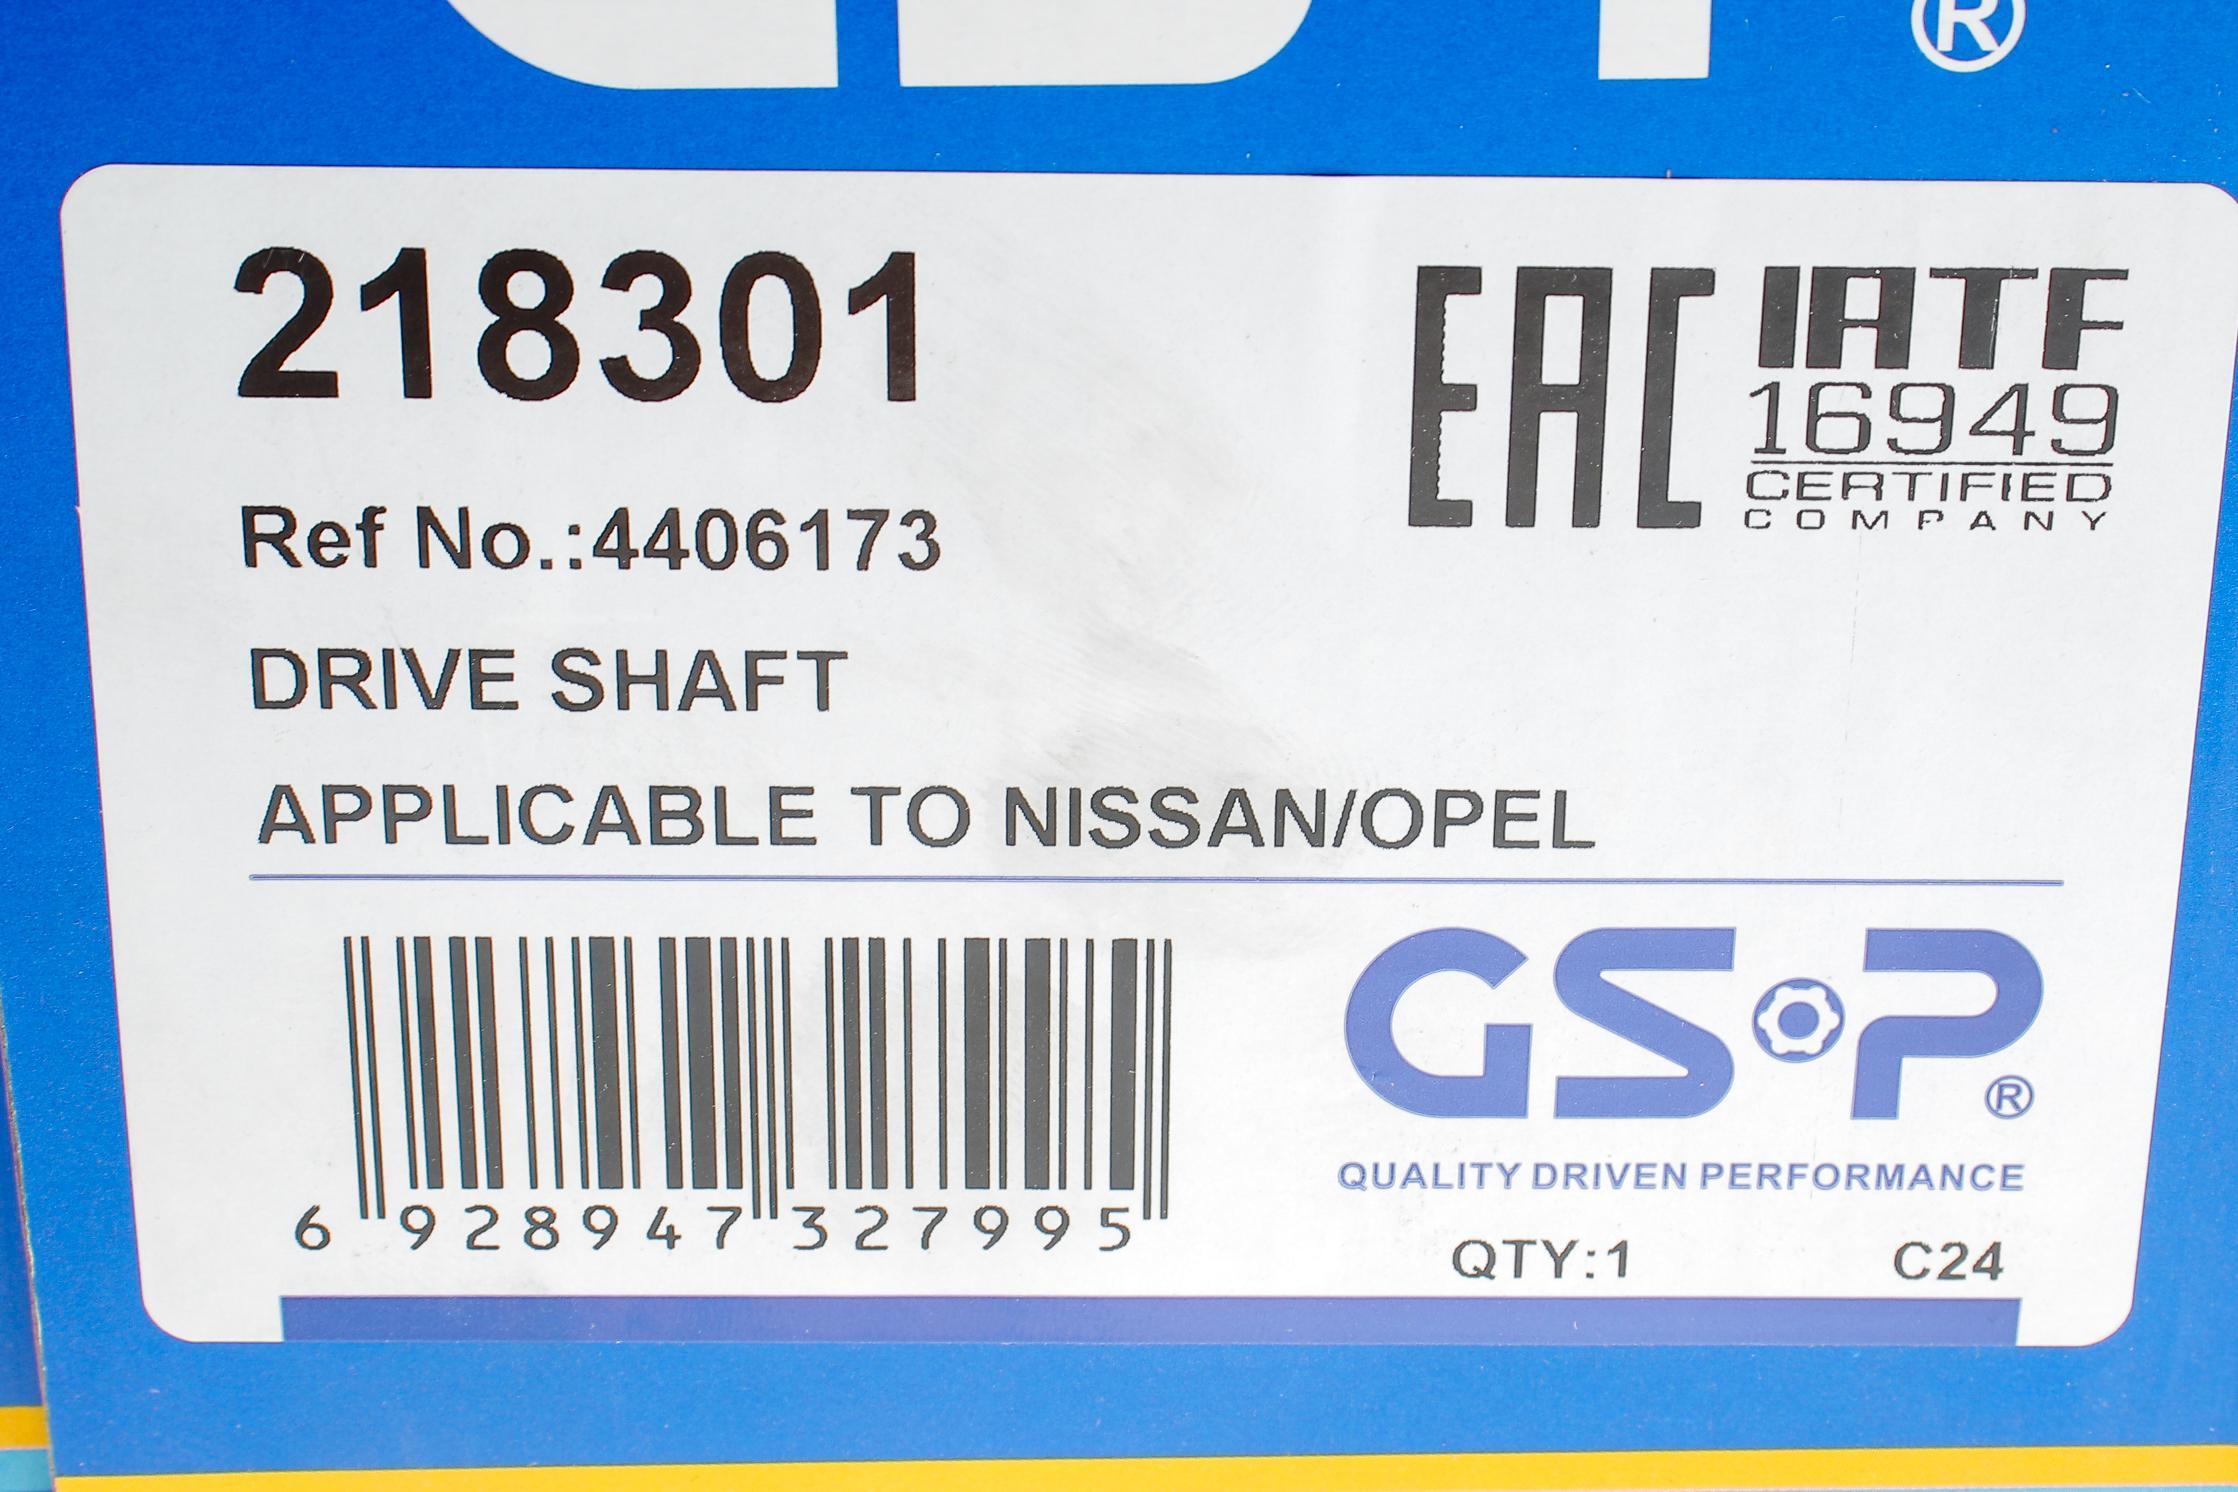 ®
218301
EAC
IATF
16949
CERTIFIED
COMPANY
Ref No.:4406173
DRIVE SHAFT
APPLICABLE TO NISSAN/OPEL
GSP®
QUALITY DRIVEN PERFORMANCE
6 928947 327995
QTY:1 C24